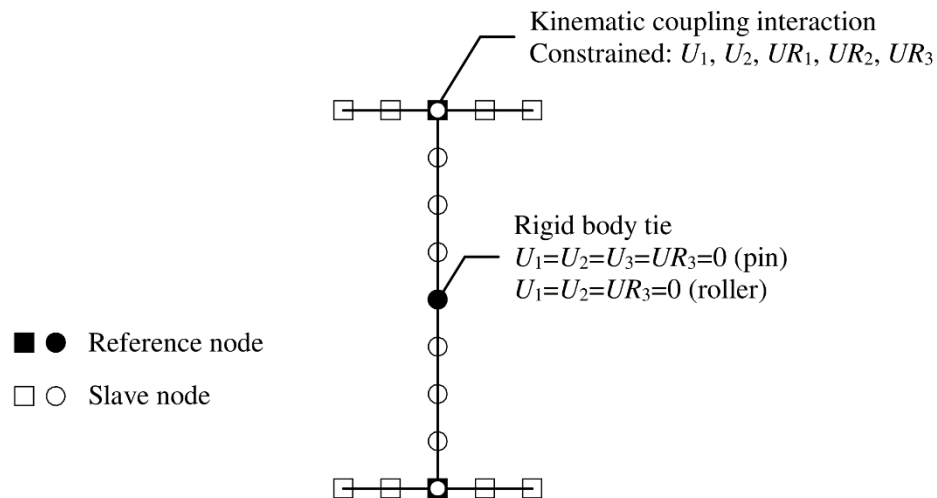 Kinematic coupling interaction
Constrained: U₁, U₂, UR₁, UR₂, UR₃
Rigid body tie
U₁=U₂=U₃=UR₃=0 (pin)
U₁=U₂=UR₃=0 (roller)
Reference node
Slave node